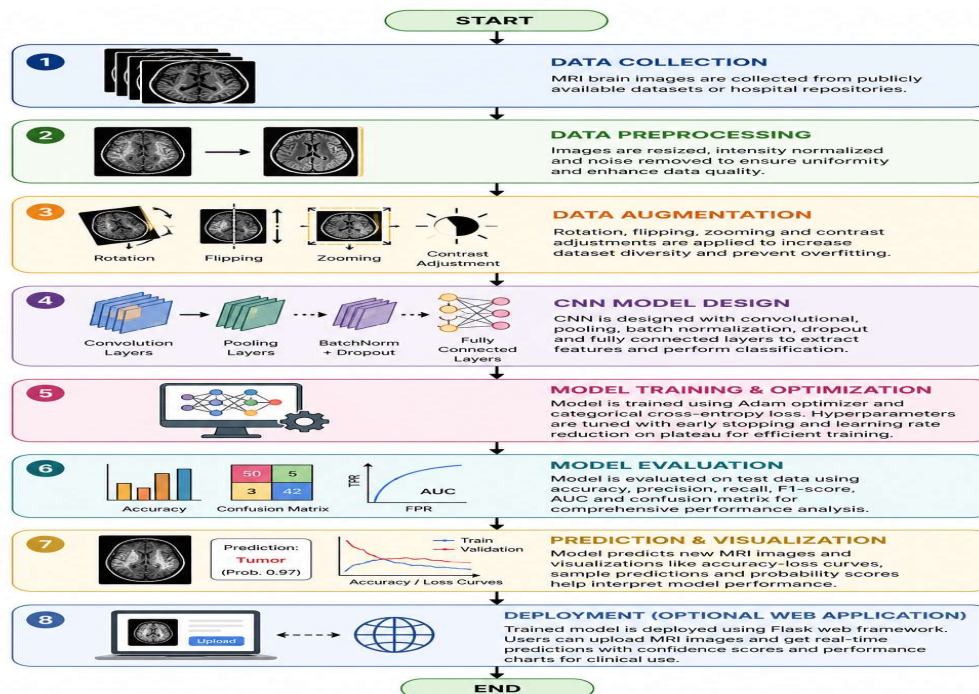 START
1
DATA COLLECTION
MRI brain images are collected from publicly
available datasets or hospital repositories.
2
DATA PREPROCESSING
Images are resized, intensity normalized
and noise removed to ensure uniformity
and enhance data quality.
3
Rotation
Flipping
Zooming
Contrast
Adjustment
DATA AUGMENTATION
Rotation, flipping, zooming and contrast
adjustments are applied to increase
dataset diversity and prevent overfitting.
4
Convolution
Layers
Pooling
Layers
BatchNorm
+ Dropout
Fully
Connected
Layers
CNN MODEL DESIGN
CNN is designed with convolutional,
pooling, batch normalization, dropout
and fully connected layers to extract
features and perform classification.
5
MODEL TRAINING & OPTIMIZATION
Model is trained using Adam optimizer and
categorical cross-entropy loss. Hyperparameters
are tuned with early stopping and learning rate
reduction on plateau for efficient training.
6
Accuracy
50 5
3 42
Confusion Matrix
TPR
AUC
FPR
MODEL EVALUATION
Model is evaluated on test data using
accuracy, precision, recall, F1-score,
AUC and confusion matrix for
comprehensive performance analysis.
7
Prediction:
Tumor
(Prob. 0.97)
Train
Validation
Accuracy / Loss Curves
PREDICTION & VISUALIZATION
Model predicts new MRI images and
visualizations like accuracy-loss curves,
sample predictions and probability scores
help interpret model performance.
8
Upload
DEPLOYMENT (OPTIONAL WEB APPLICATION)
Trained model is deployed using Flask web framework.
Users can upload MRI images and get real-time
predictions with confidence scores and performance
charts for clinical use.
END